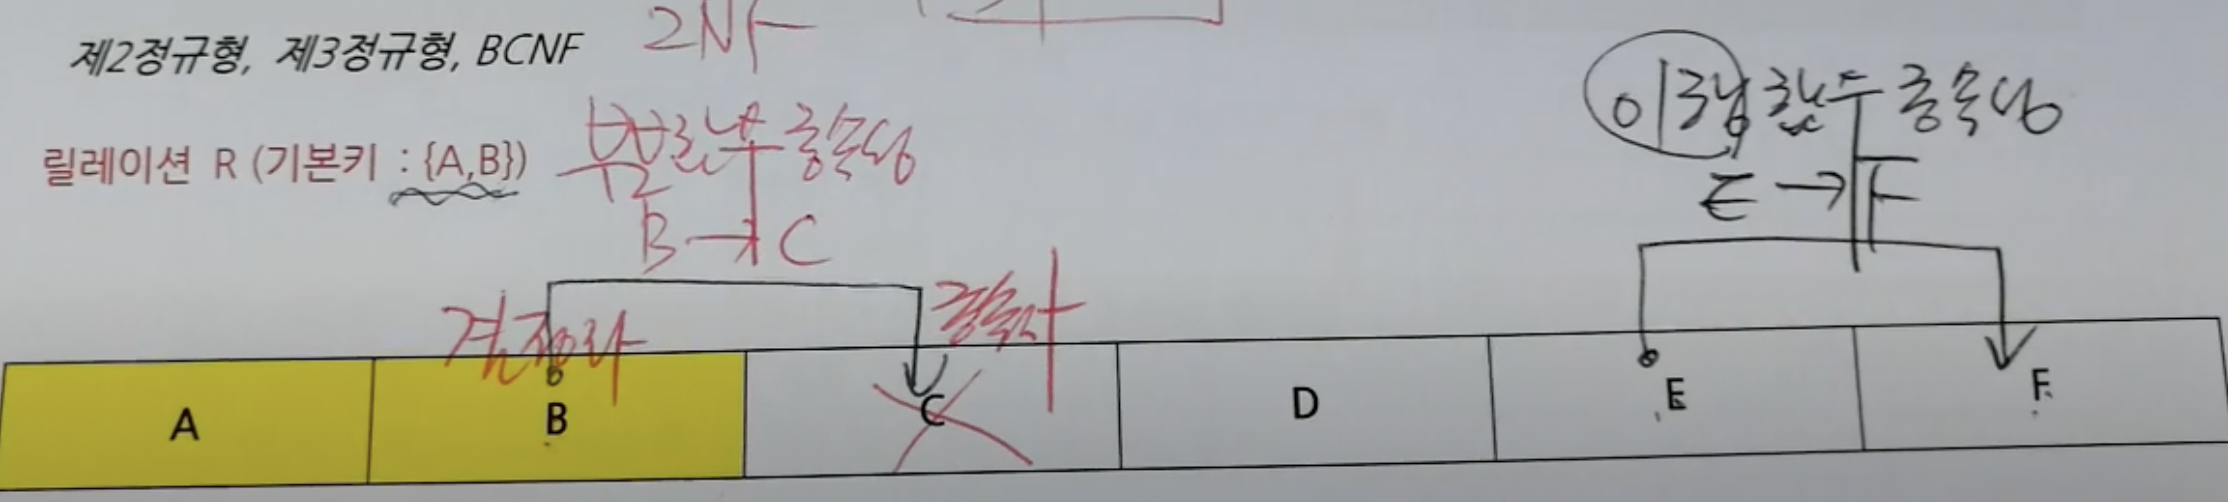 2NF
제2정규형, 제3정규형, BCNF
이행 함수 종속성
릴레이션 R (기본키 : {A,B})
부분함수 종속성
E → F
B → C
결정자
종속자
A B C D E F